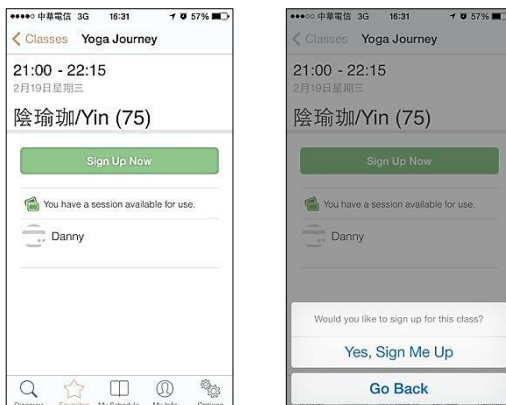 中華電信 3G 16:31 57%
Classes Yoga Journey
21:00 - 22:15
2月19日星期三
陰瑜珈/Yin (75)
Sign Up Now
You have a session available for use.
Danny
Discover Favorites My Schedule My Info Options
中華電信 3G 16:31 57%
Classes Yoga Journey
21:00 - 22:15
2月19日星期三
陰瑜珈/Yin (75)
Sign Up Now
You have a session available for use.
Danny
Would you like to sign up for this class?
Yes, Sign Me Up
Go Back